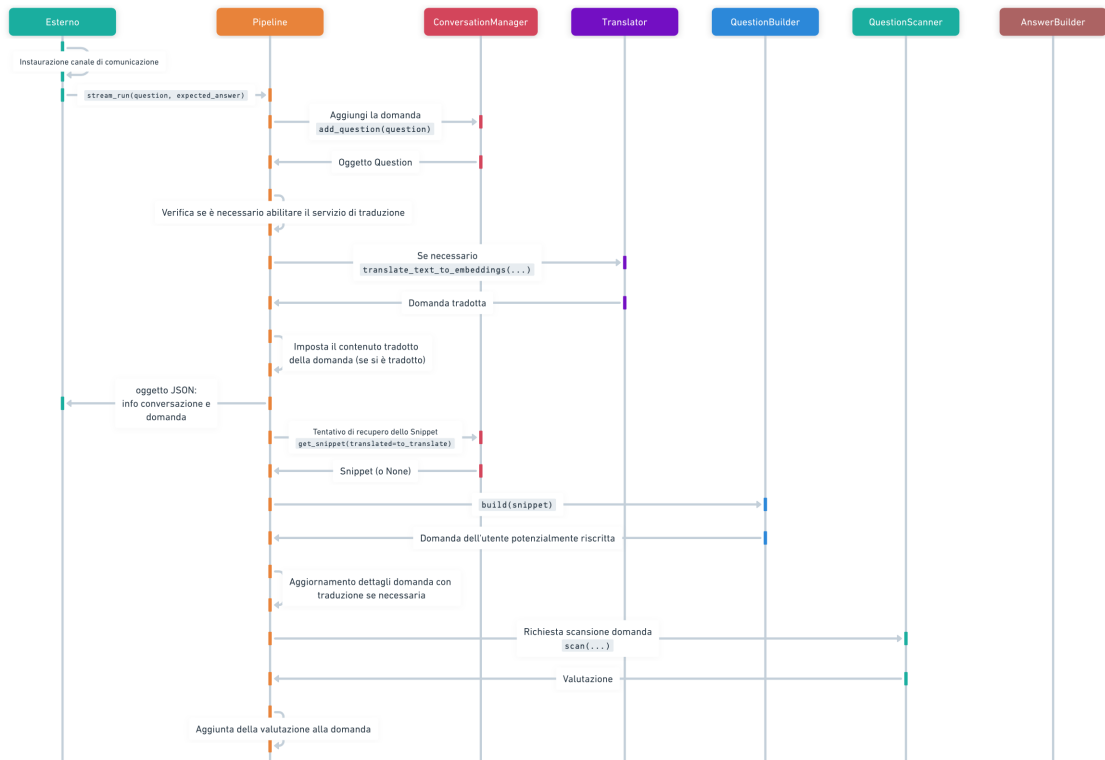 Esterno
Pipeline
ConversationManager
Translator
QuestionBuilder
QuestionScanner
AnswerBuilder
Instaurazione canale di comunicazione
stream_run(question, expected_answer)
Aggiungi la domanda
add_question(question)
Oggetto Question
Verifica se è necessario abilitare il servizio di traduzione
Se necessario
translate_text_to_embeddings(...)
Domanda tradotta
Imposta il contenuto tradotto
della domanda (se si è tradotto)
oggetto JSON:
info conversazione e
domanda
Tentativo di recupero dello Snippet
get_snippet(translated=to_translate)
Snippet (o None)
build(snippet)
Domanda dell'utente potenzialmente riscritta
Aggiornamento dettagli domanda con
traduzione se necessaria
Richiesta scansione domanda
scan(...)
Valutazione
Aggiunta della valutazione alla domanda